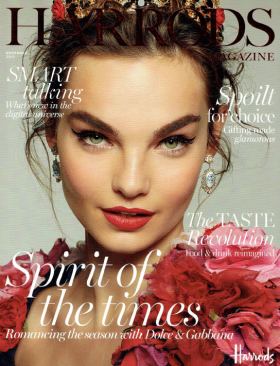 HARRODS
MAGAZINE
SMART
talking
What's new in the
digital universe
Spoilt
for choice
Gifting made
glamorous
The TASTE
Revolution
Food & drink reimagined
Spirit of
the times
Romancing the season with Dolce & Gabbana
Harrods